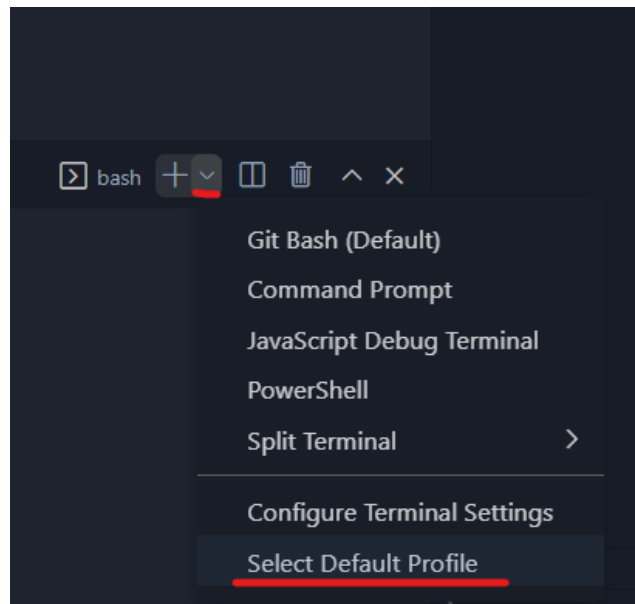 bash
Git Bash (Default)
Command Prompt
JavaScript Debug Terminal
PowerShell
Split Terminal
Configure Terminal Settings
Select Default Profile